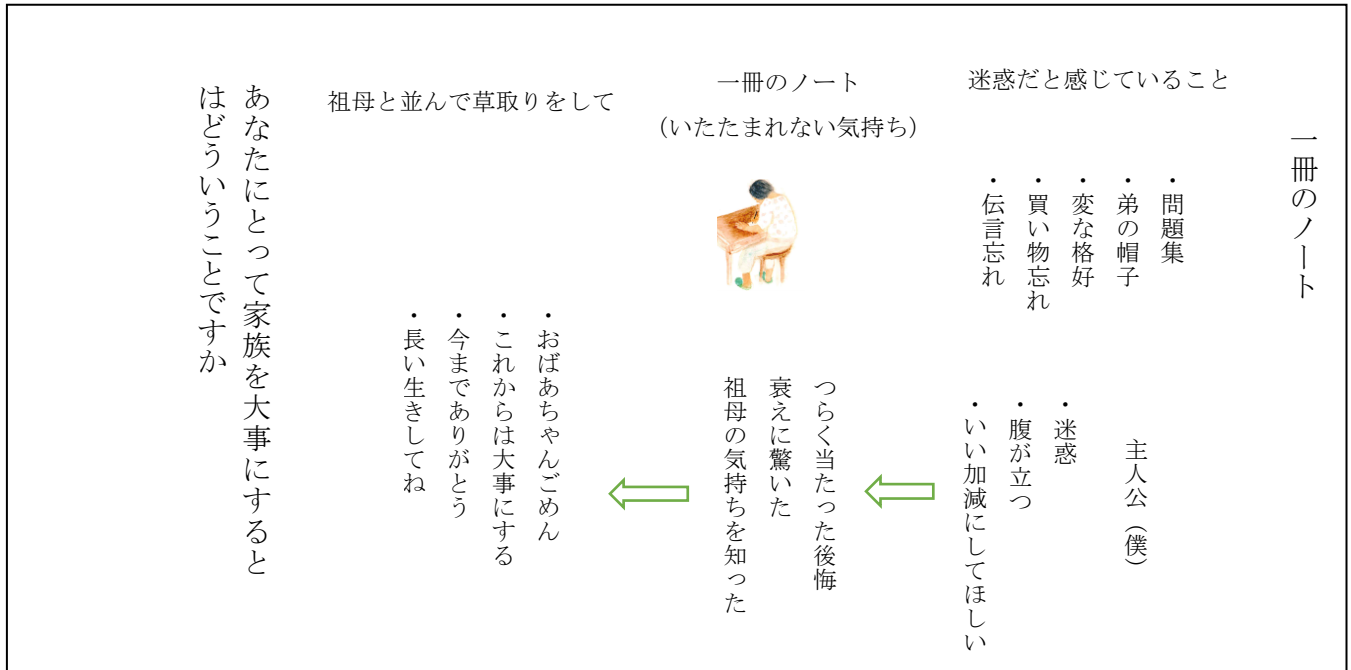 一冊のノート
迷惑だと感じていること
・問題集
・弟の帽子
・変な格好
・買い物忘れ
・伝言忘れ
主人公（僕）
・迷惑
・腹が立つ
・いい加減にしてほしい
一冊のノート
（いたたまれない気持ち）
つらく当たった後悔
衰えに驚いた
祖母の気持ちを知った
祖母と並んで草取りをして
・おばあちゃんごめん
・これからは大事にする
・今までありがとう
・長い生きしてね
あなたにとって家族を大事にすると
はどういうことですか